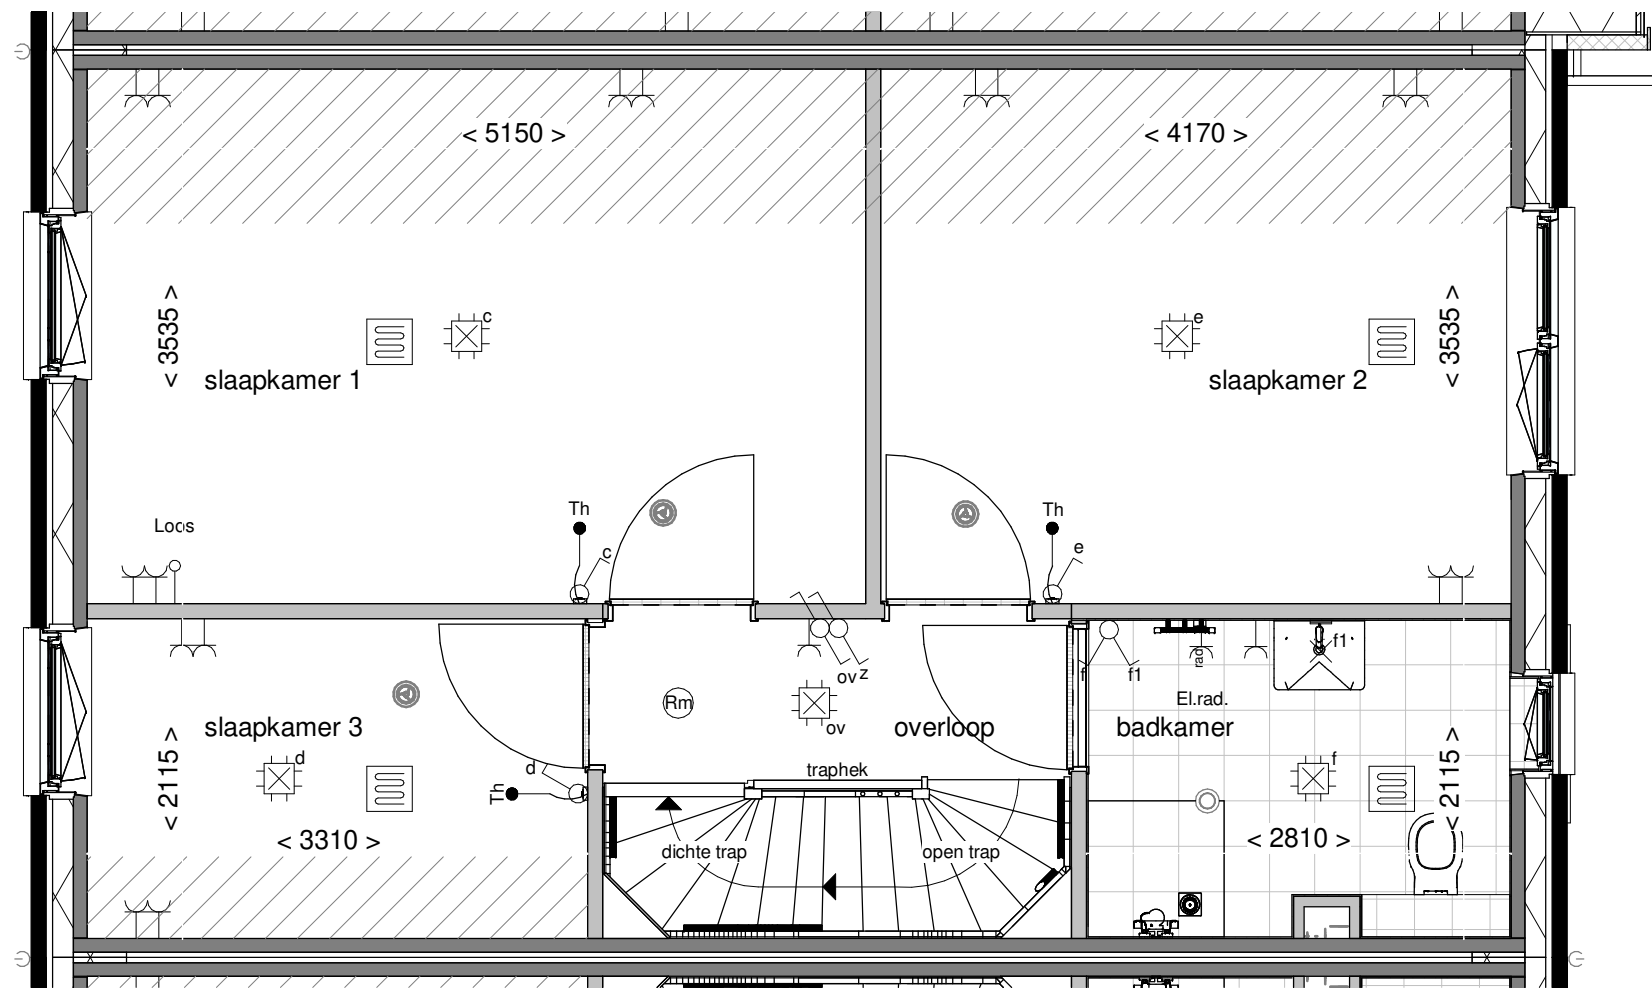 < 5150 >
< 4170 >
< 3535 >
< 3535 >
c
e
slaapkamer 1
slaapkamer 2
Th
Th
Loos
c
e
f
f1
rad
f1
ov z
El.rad.
Rm
slaapkamer 3
ov
overloop
badkamer
d
d
f
traphek
Th
< 2115 >
< 2115 >
< 3310 >
dichte trap
open trap
< 2810 >